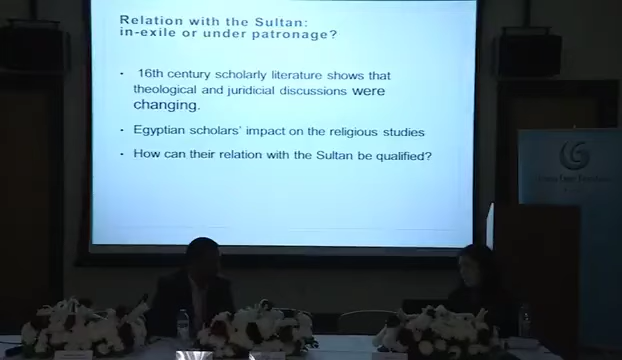 Relation with the Sultan:
in-exile or under patronage?
• 16th century scholarly literature shows that
theological and juridicial discussions were
changing.
• Egyptian scholars' impact on the religious studies
• How can their relation with the Sultan be qualified?